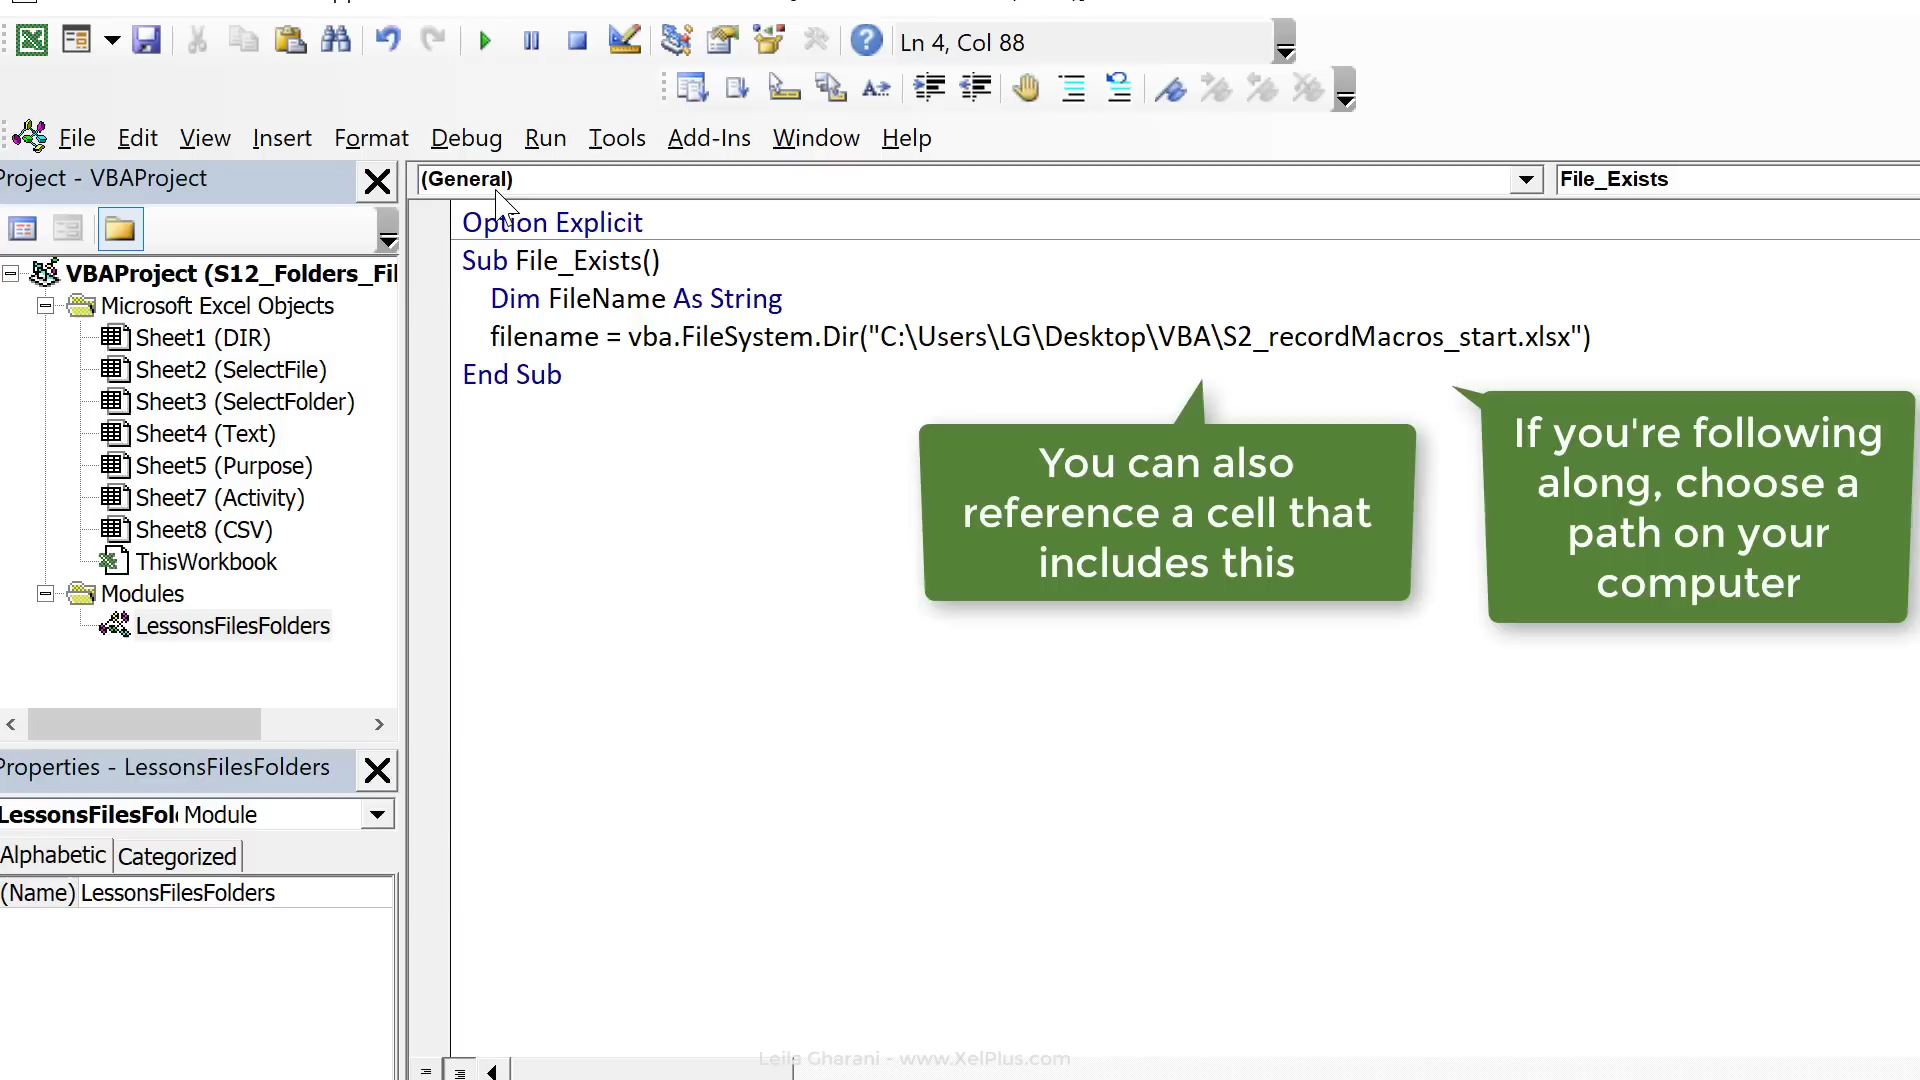 Ln 4, Col 88
File Edit View Insert Format Debug Run Tools Add-Ins Window Help
Project - VBAProject
(General)
File_Exists
VBAProject (S12_Folders_Fil
Microsoft Excel Objects
Sheet1 (DIR)
Sheet2 (SelectFile)
Sheet3 (SelectFolder)
Sheet4 (Text)
Sheet5 (Purpose)
Sheet7 (Activity)
Sheet8 (CSV)
ThisWorkbook
Modules
LessonsFilesFolders
Properties - LessonsFilesFolders
LessonsFilesFol Module
Alphabetic Categorized
(Name) LessonsFilesFolders
Option Explicit
Sub File_Exists()
Dim FileName As String
filename = vba.FileSystem.Dir("C:\Users\LG\Desktop\VBA\S2_recordMacros_start.xlsx")
End Sub
You can also
reference a cell that
includes this
If you're following
along, choose a
path on your
computer
Leila Gharani - www.XelPlus.com